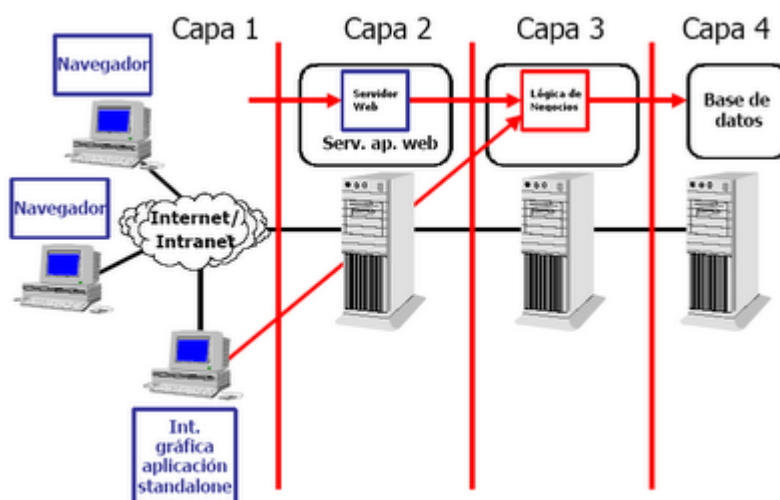 Capa 1
Capa 2
Capa 3
Capa 4
Navegador
Servidor
Web
Serv. ap. web
Lógica de
Negocios
Base de
datos
Navegador
Internet/
Intranet
Int.
gráfica
aplicación
standalone